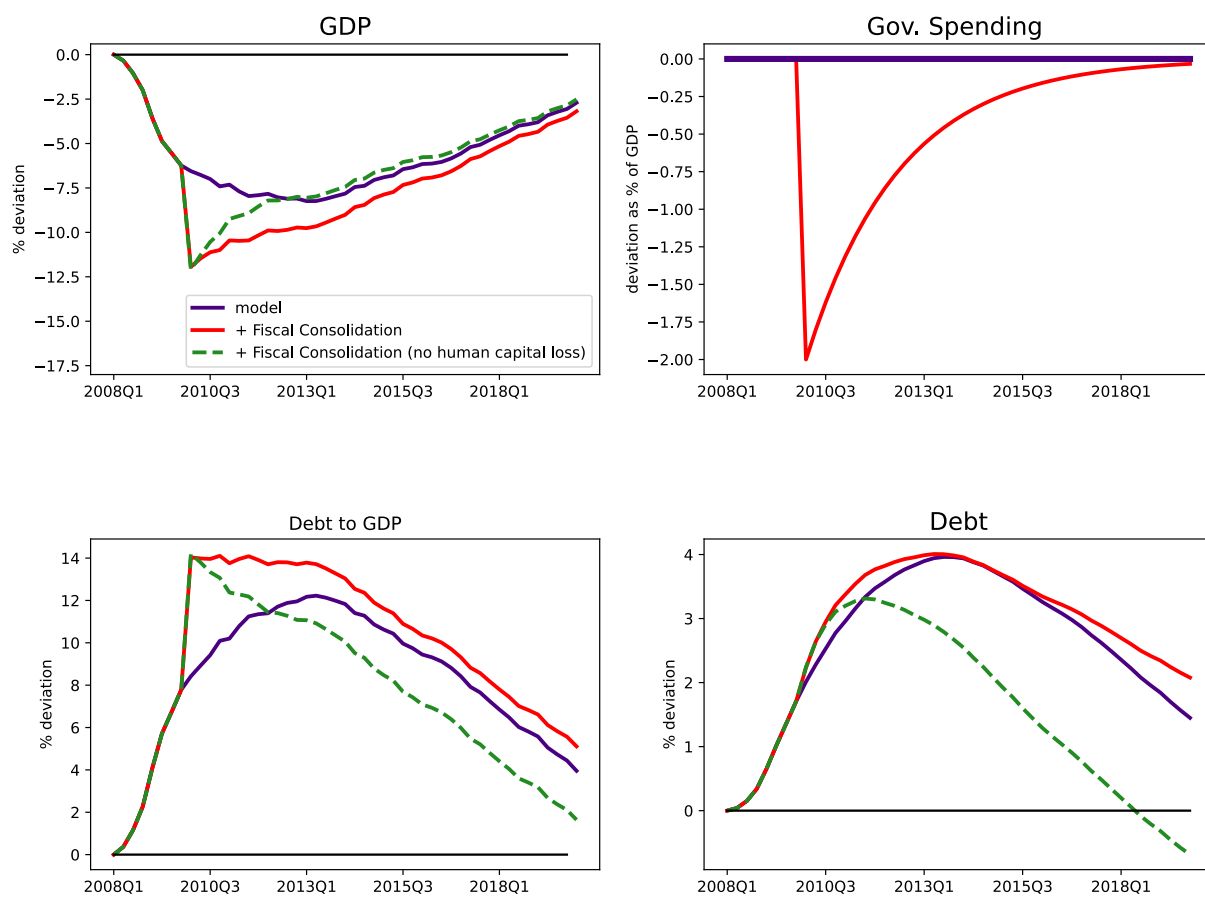 GDP
% deviation
0.0
−2.5
−5.0
−7.5
−10.0
−12.5
−15.0
−17.5
model
+ Fiscal Consolidation
+ Fiscal Consolidation (no human capital loss)
2008Q1 2010Q3 2013Q1 2015Q3 2018Q1
Gov. Spending
deviation as % of GDP
0.00
−0.25
−0.50
−0.75
−1.00
−1.25
−1.50
−1.75
−2.00
2008Q1 2010Q3 2013Q1 2015Q3 2018Q1
Debt to GDP
% deviation
14
12
10
8
6
4
2
0
2008Q1 2010Q3 2013Q1 2015Q3 2018Q1
Debt
% deviation
4
3
2
1
0
2008Q1 2010Q3 2013Q1 2015Q3 2018Q1